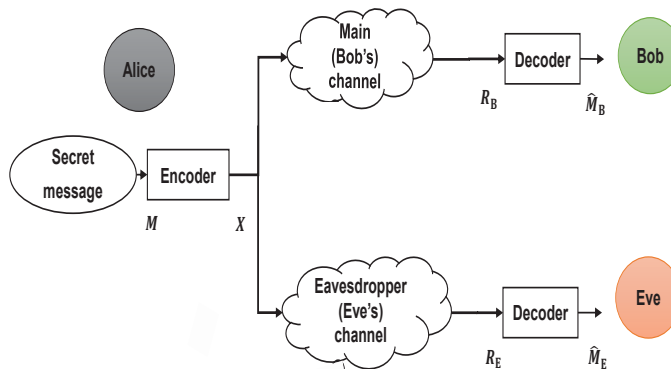 Alice
Main
(Bob's)
channel
Decoder
Bob
R_B
M̂_B
Secret
message
Encoder
M
X
Eavesdropper
(Eve's)
channel
Decoder
Eve
R_E
M̂_E